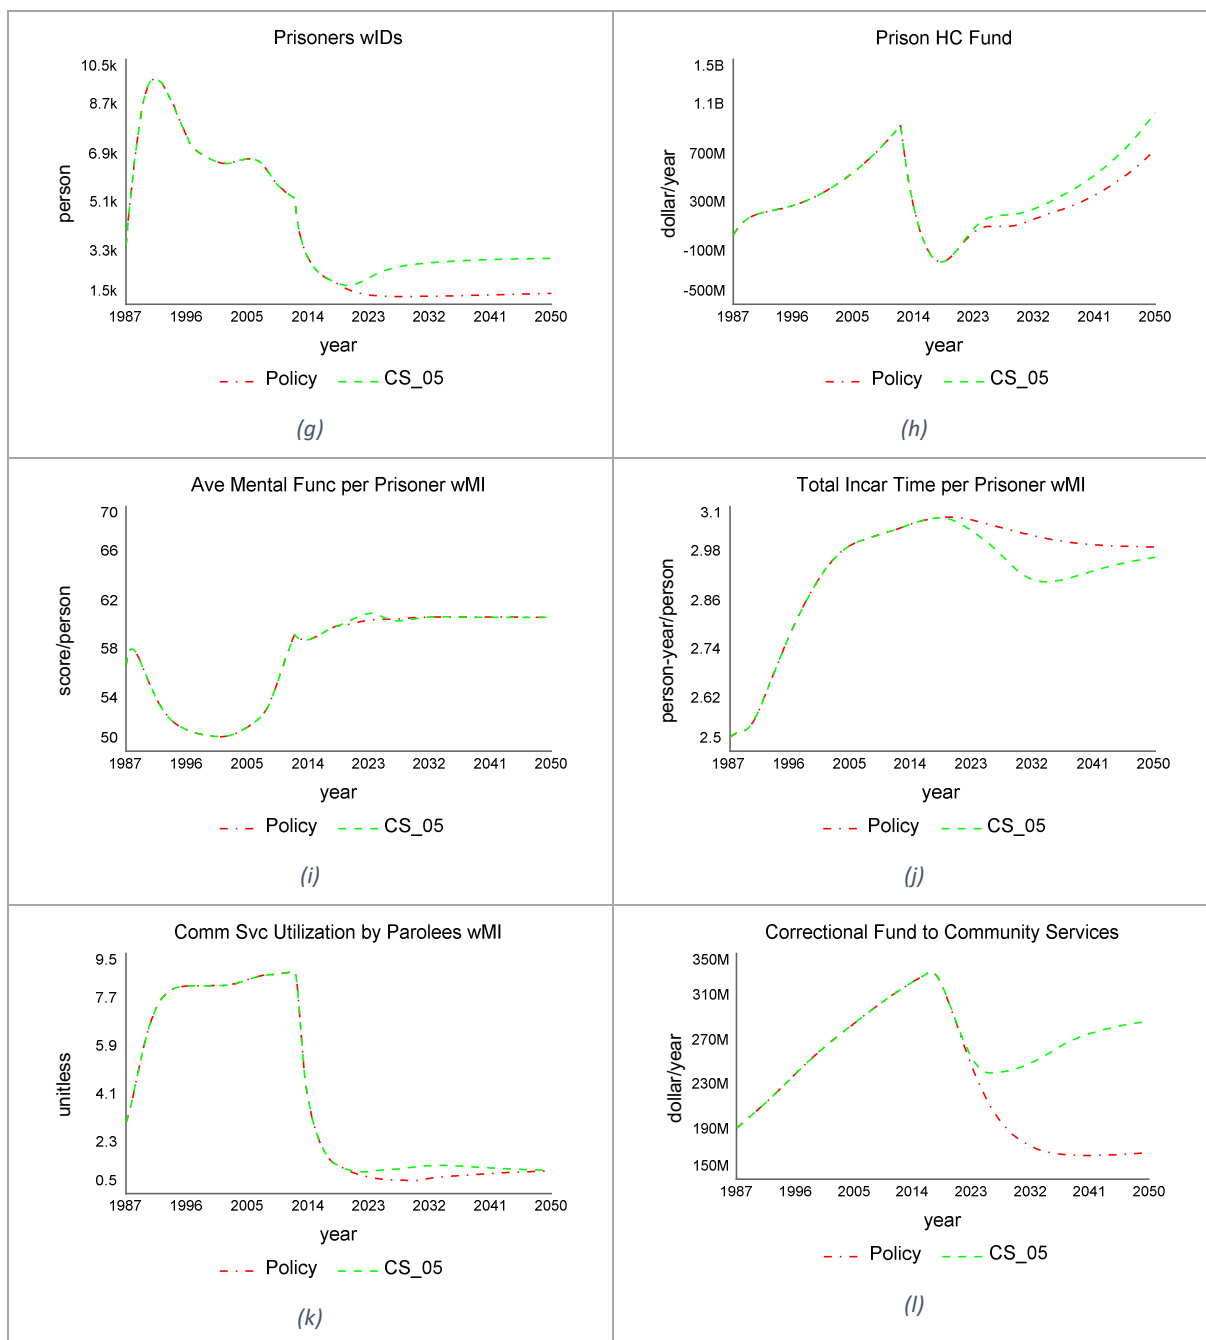 Prisoners wIDs
10.5k
8.7k
6.9k
5.1k
3.3k
1.5k
person
1987 1996 2005 2014 2023 2032 2041 2050
year
Policy CS_05
(g)
Prison HC Fund
1.5B
1.1B
700M
300M
-100M
-500M
dollar/year
1987 1996 2005 2014 2023 2032 2041 2050
year
Policy CS_05
(h)
Ave Mental Func per Prisoner wMI
70
66
62
58
54
50
score/person
1987 1996 2005 2014 2023 2032 2041 2050
year
Policy CS_05
(i)
Total Incar Time per Prisoner wMI
3.1
2.98
2.86
2.74
2.62
2.5
person-year/person
1987 1996 2005 2014 2023 2032 2041 2050
year
Policy CS_05
(j)
Comm Svc Utilization by Parolees wMI
9.5
7.7
5.9
4.1
2.3
0.5
unitless
1987 1996 2005 2014 2023 2032 2041 2050
year
Policy CS_05
(k)
Correctional Fund to Community Services
350M
310M
270M
230M
190M
150M
dollar/year
1987 1996 2005 2014 2023 2032 2041 2050
year
Policy CS_05
(l)